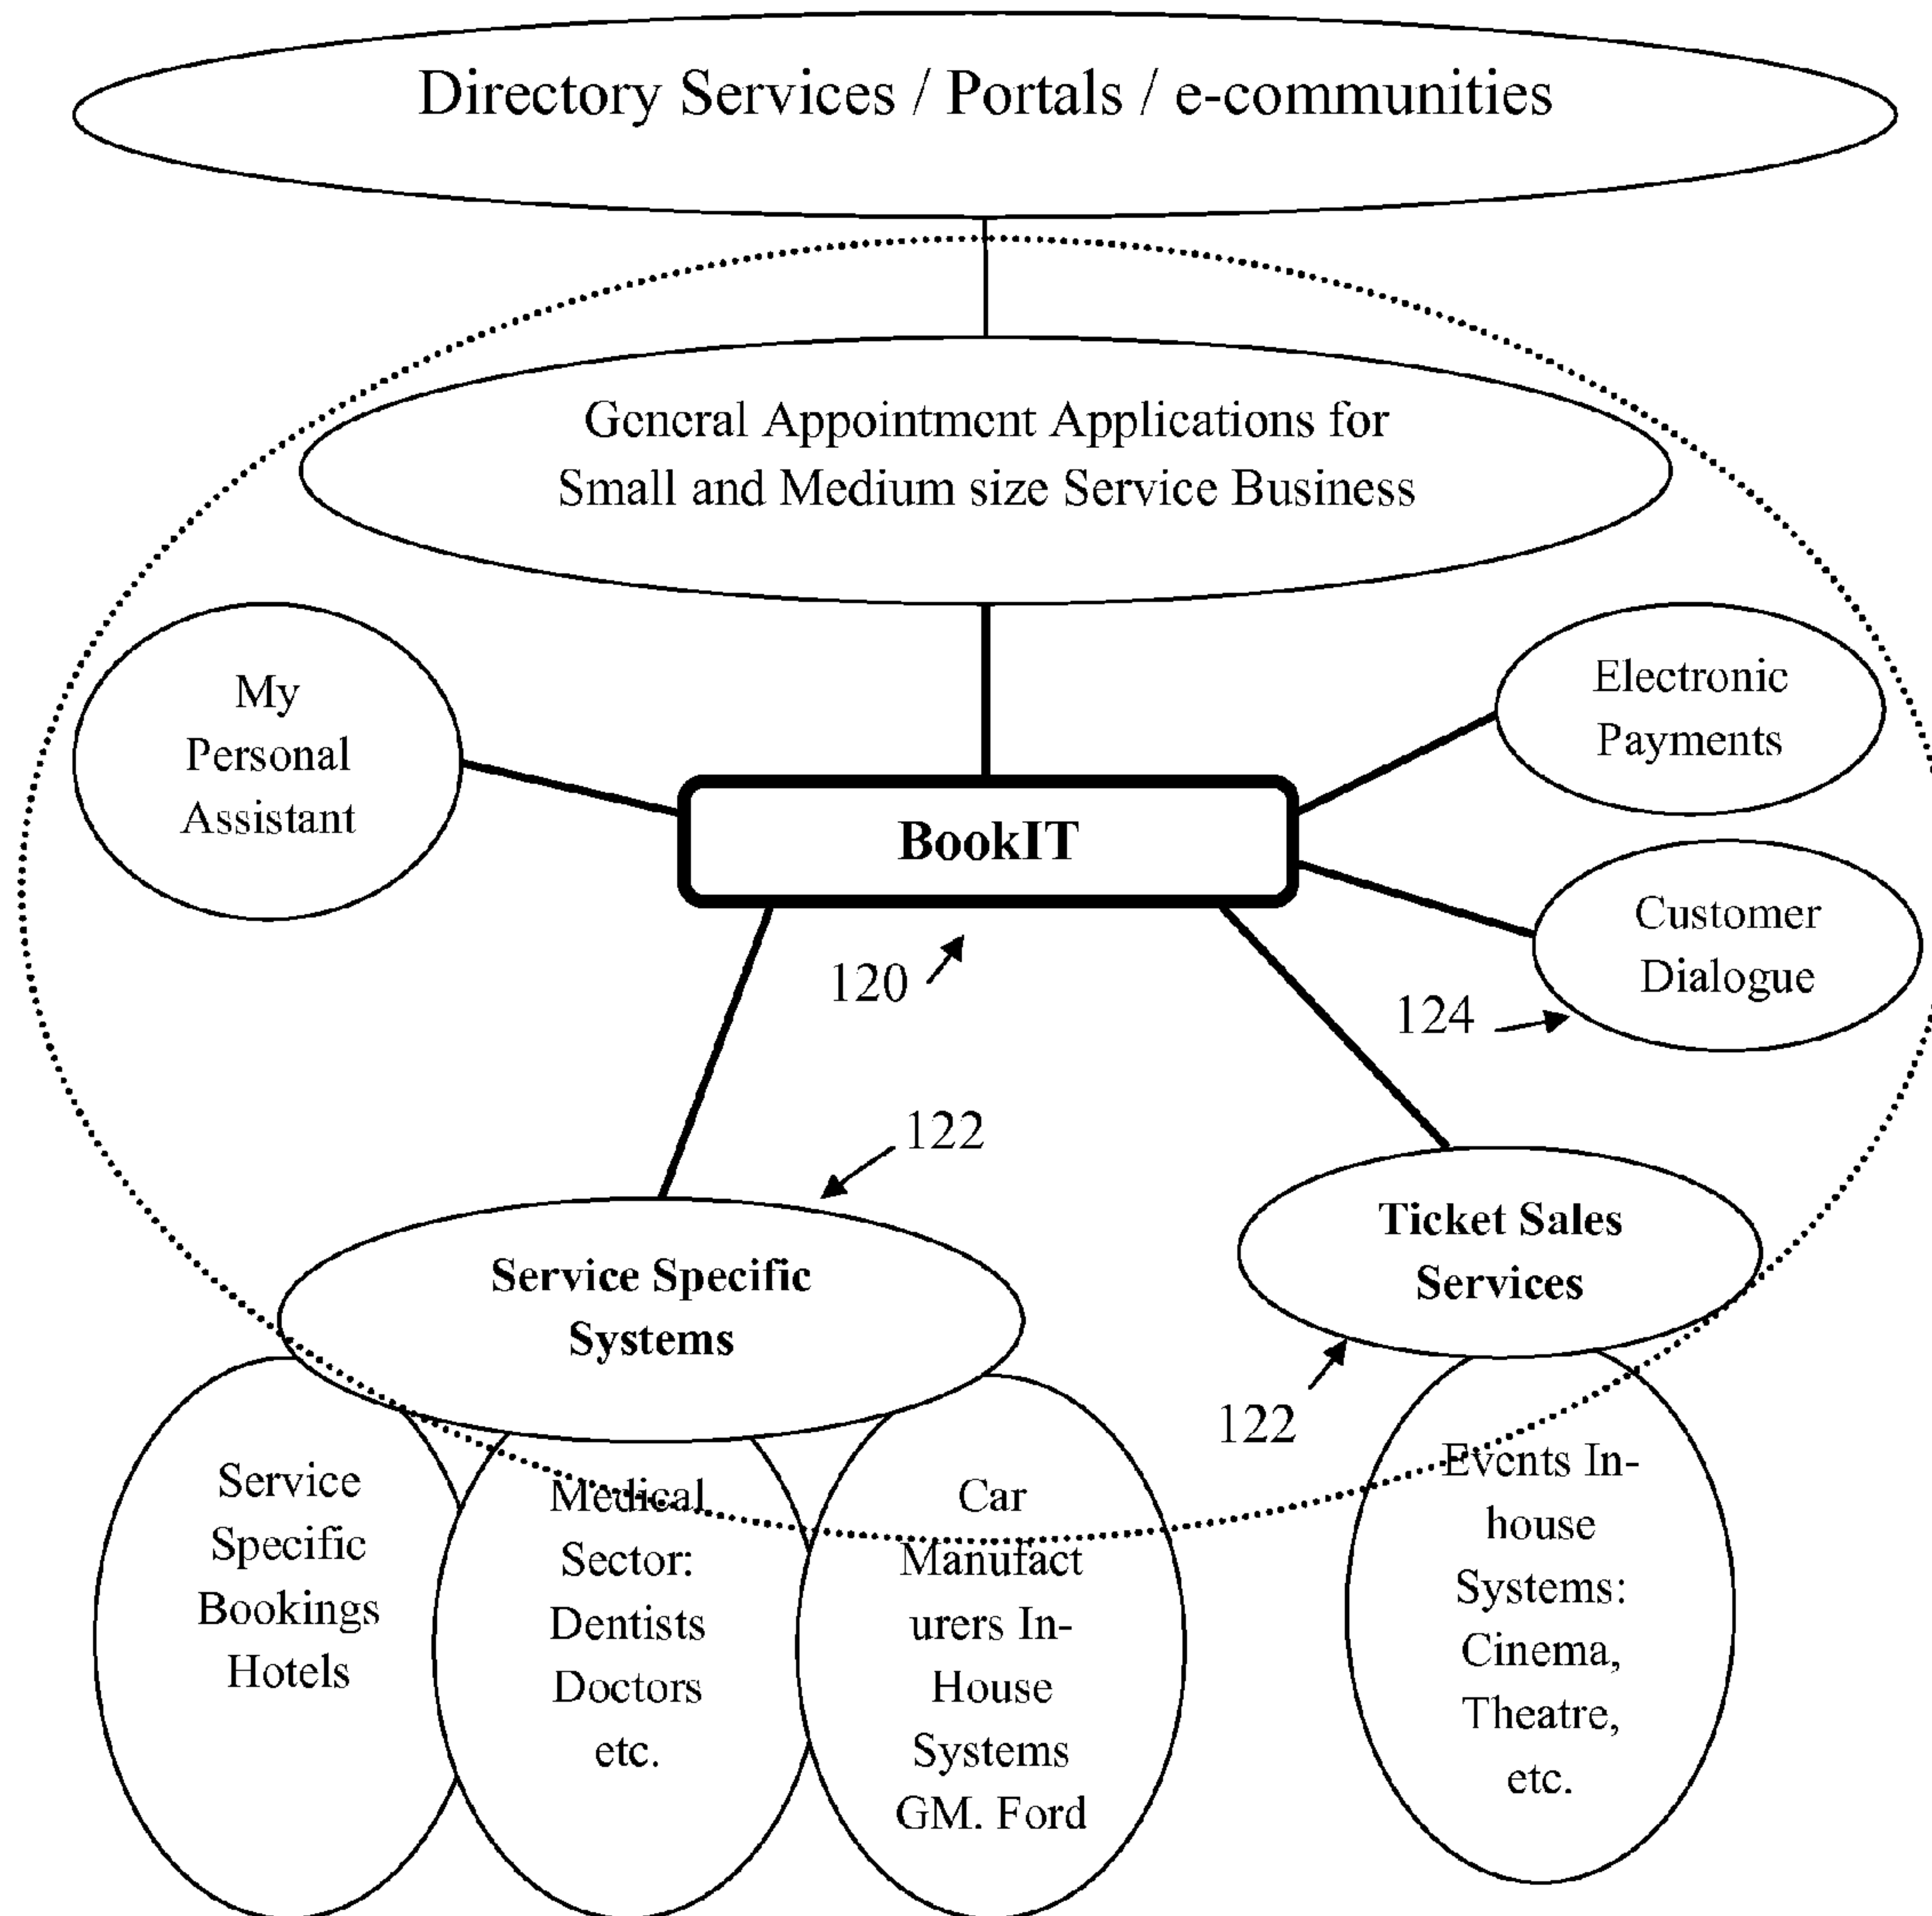 Directory Services / Portals / e-communities
General Appointment Applications for
Small and Medium size Service Business
My
Personal
Assistant
Electronic
Payments
BookIT
Customer
Dialogue
120
124
122
Service Specific
Systems
Ticket Sales
Services
122
Service
Specific
Bookings
Hotels
Medical
Sector:
Dentists
Doctors
etc.
Car
Manufact
urers In-
House
Systems
GM. Ford
Events In-
house
Systems:
Cinema,
Theatre,
etc.